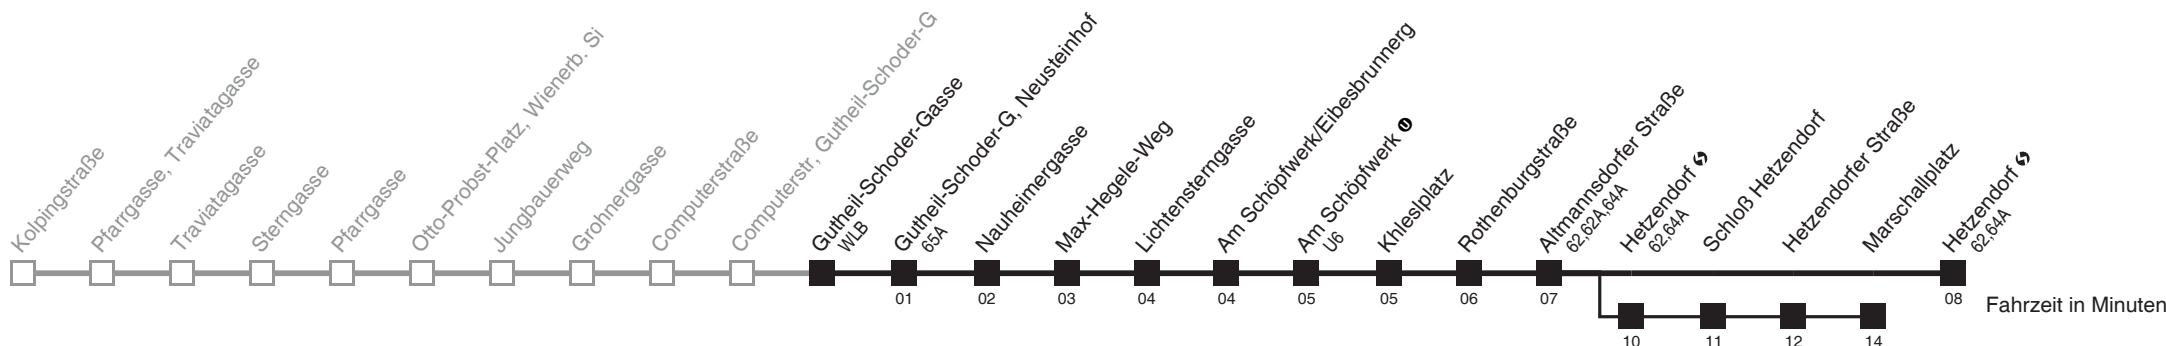 Kolpingstraße
Pfarrgasse, Traviatagasse
Traviatagasse
Sterngasse
Pfarrgasse
Otto-Probst-Platz, Wienerb. Si
Jungbauerweg
Grohnergasse
Computerstraße
Computerstr, Gutheil-Schoder-G
Gutheil-Schoder-Gasse
WLB
Gutheil-Schoder-G, Neusteinhof
65A
Nauheimergasse
Max-Hegele-Weg
Lichtensterngasse
Am Schöpfwerk/Eibesbrunnerg
Am Schöpfwerk U
U6
Khleslplatz
Rothenburgstraße
Altmannsdorfer Straße
62,62A,64A
Hetzendorf S
62,64A
Schloß Hetzendorf
Hetzendorfer Straße
Marschallplatz
Hetzendorf S
62,64A
01
02
03
04
04
05
05
06
07
08
Fahrzeit in Minuten
10
11
12
14